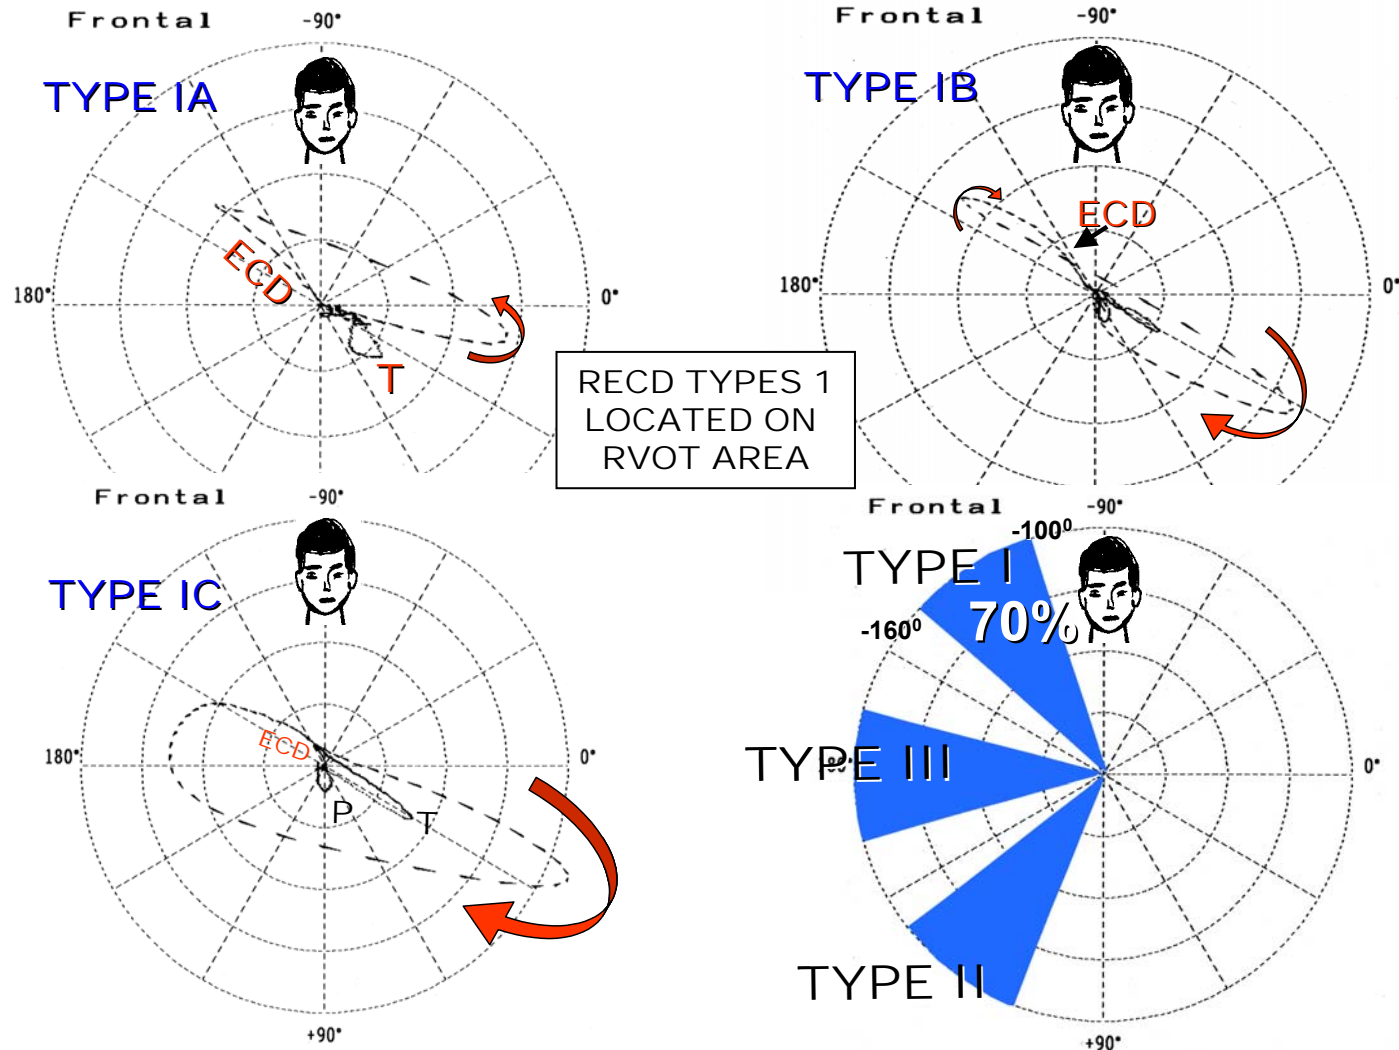 Frontal
-90°
TYPE IA
180°
0°
ECD
T
Frontal
-90°
TYPE IB
180°
0°
ECD
RECD TYPES 1
LOCATED ON
RVOT AREA
Frontal
-90°
TYPE IC
180°
0°
ECD
P
T
+90°
Frontal
-90°
-100⁰
TYPE I
70%
-160⁰
TYPE III
0°
TYPE II
+90°